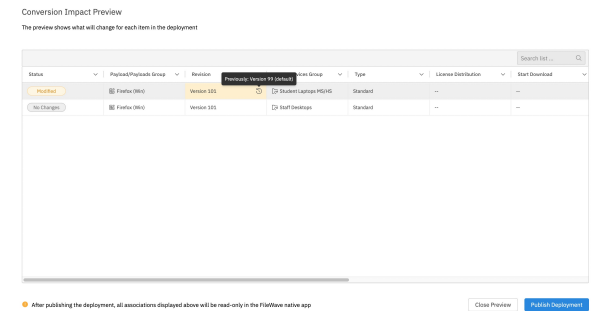 Conversion Impact Preview
The preview shows what will change for each item in the deployment
Search list ...
Status Payload/Payloads Group Revision vices Group Type License Distribution Start Download
Previously: Version 99 (default)
Modified Firefox (Win) Version 101 Student Laptops MS/HS Standard -- --
No Changes Firefox (Win) Version 101 Staff Desktops Standard -- --
After publishing the deployment, all associations displayed above will be read-only in the FileWave native app
Close Preview Publish Deployment